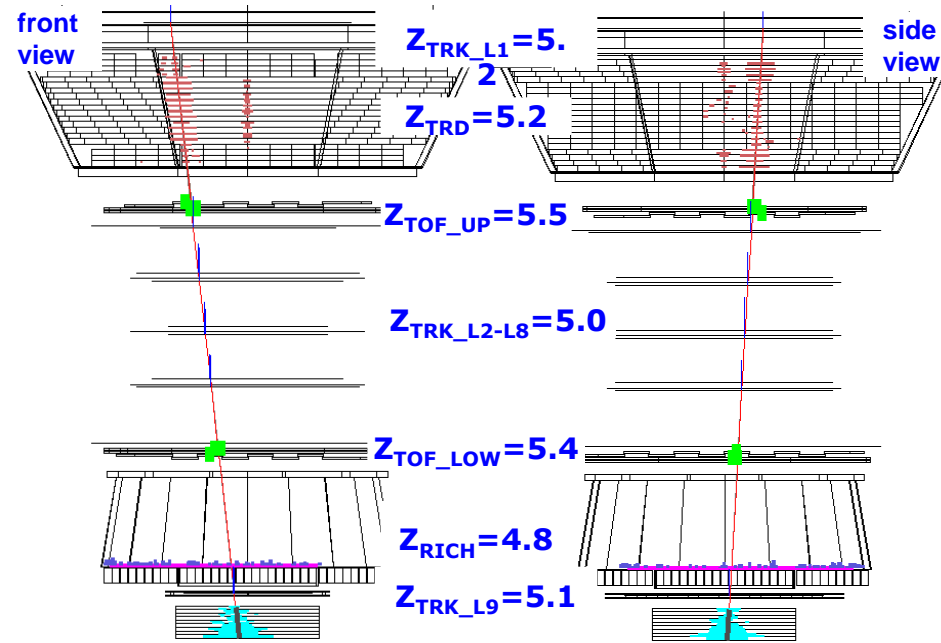 front
view
side
view
Z_TRK_L1=5.
2
Z_TRD=5.2
Z_TOF_UP=5.5
Z_TRK_L2-L8=5.0
Z_TOF_LOW=5.4
Z_RICH=4.8
Z_TRK_L9=5.1